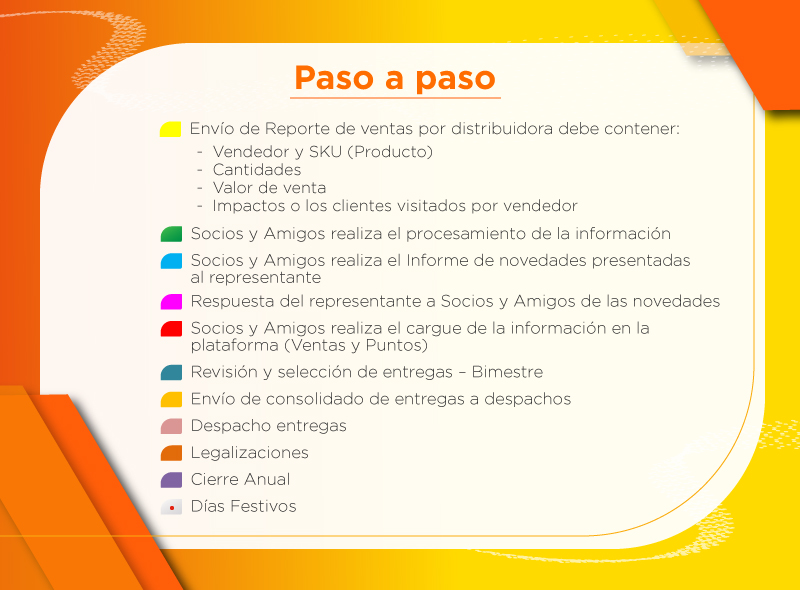 Paso a paso
Envío de Reporte de ventas por distribuidora debe contener:
- Vendedor y SKU (Producto)
- Cantidades
- Valor de venta
- Impactos o los clientes visitados por vendedor
Socios y Amigos realiza el procesamiento de la información
Socios y Amigos realiza el Informe de novedades presentadas
al representante
Respuesta del representante a Socios y Amigos de las novedades
Socios y Amigos realiza el cargue de la información en la
plataforma (Ventas y Puntos)
Revisión y selección de entregas – Bimestre
Envío de consolidado de entregas a despachos
Despacho entregas
Legalizaciones
Cierre Anual
Días Festivos